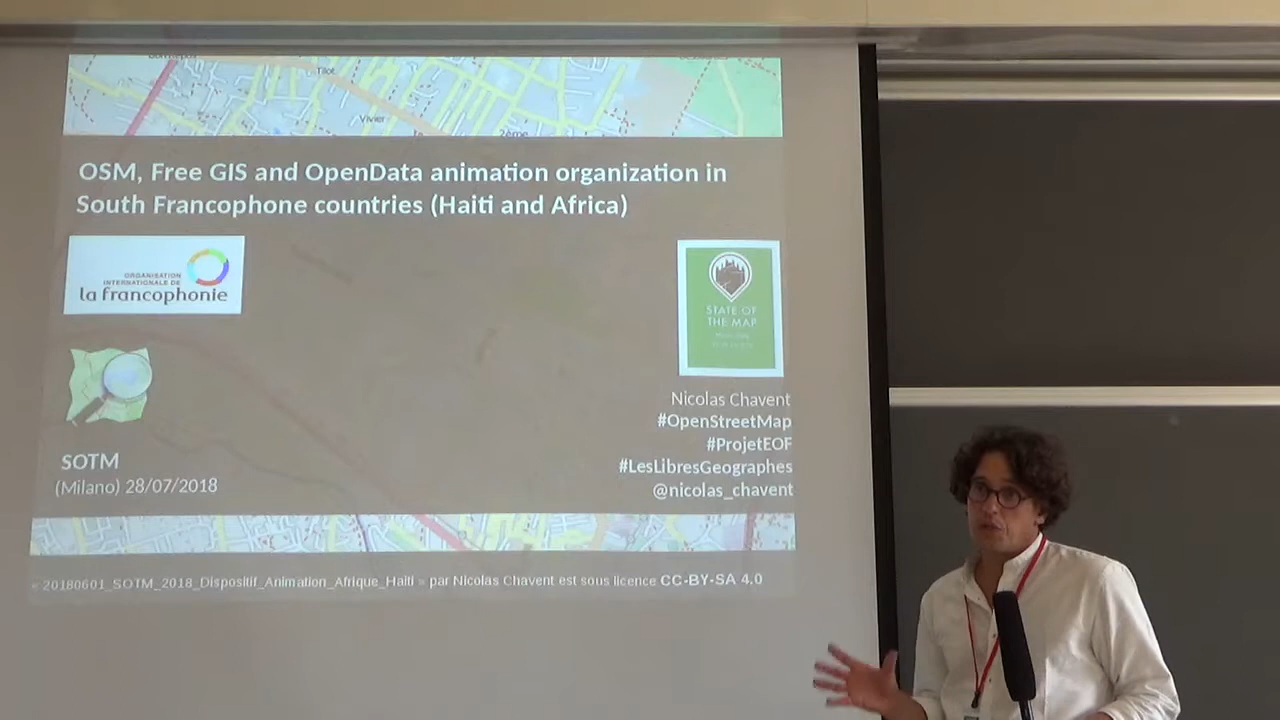 Tilot
Vivier
2ème
OSM, Free GIS and OpenData animation organization in
South Francophone countries (Haiti and Africa)
ORGANISATION
INTERNATIONALE DE
la francophonie
STATE OF
THE MAP
Nicolas Chavent
#OpenStreetMap
#ProjetEOF
#LesLibresGeographes
@nicolas_chavent
SOTM
(Milano) 28/07/2018
« 20180601_SOTM_2018_Dispositif_Animation_Afrique_Haiti » par Nicolas Chavent est sous licence CC-BY-SA 4.0